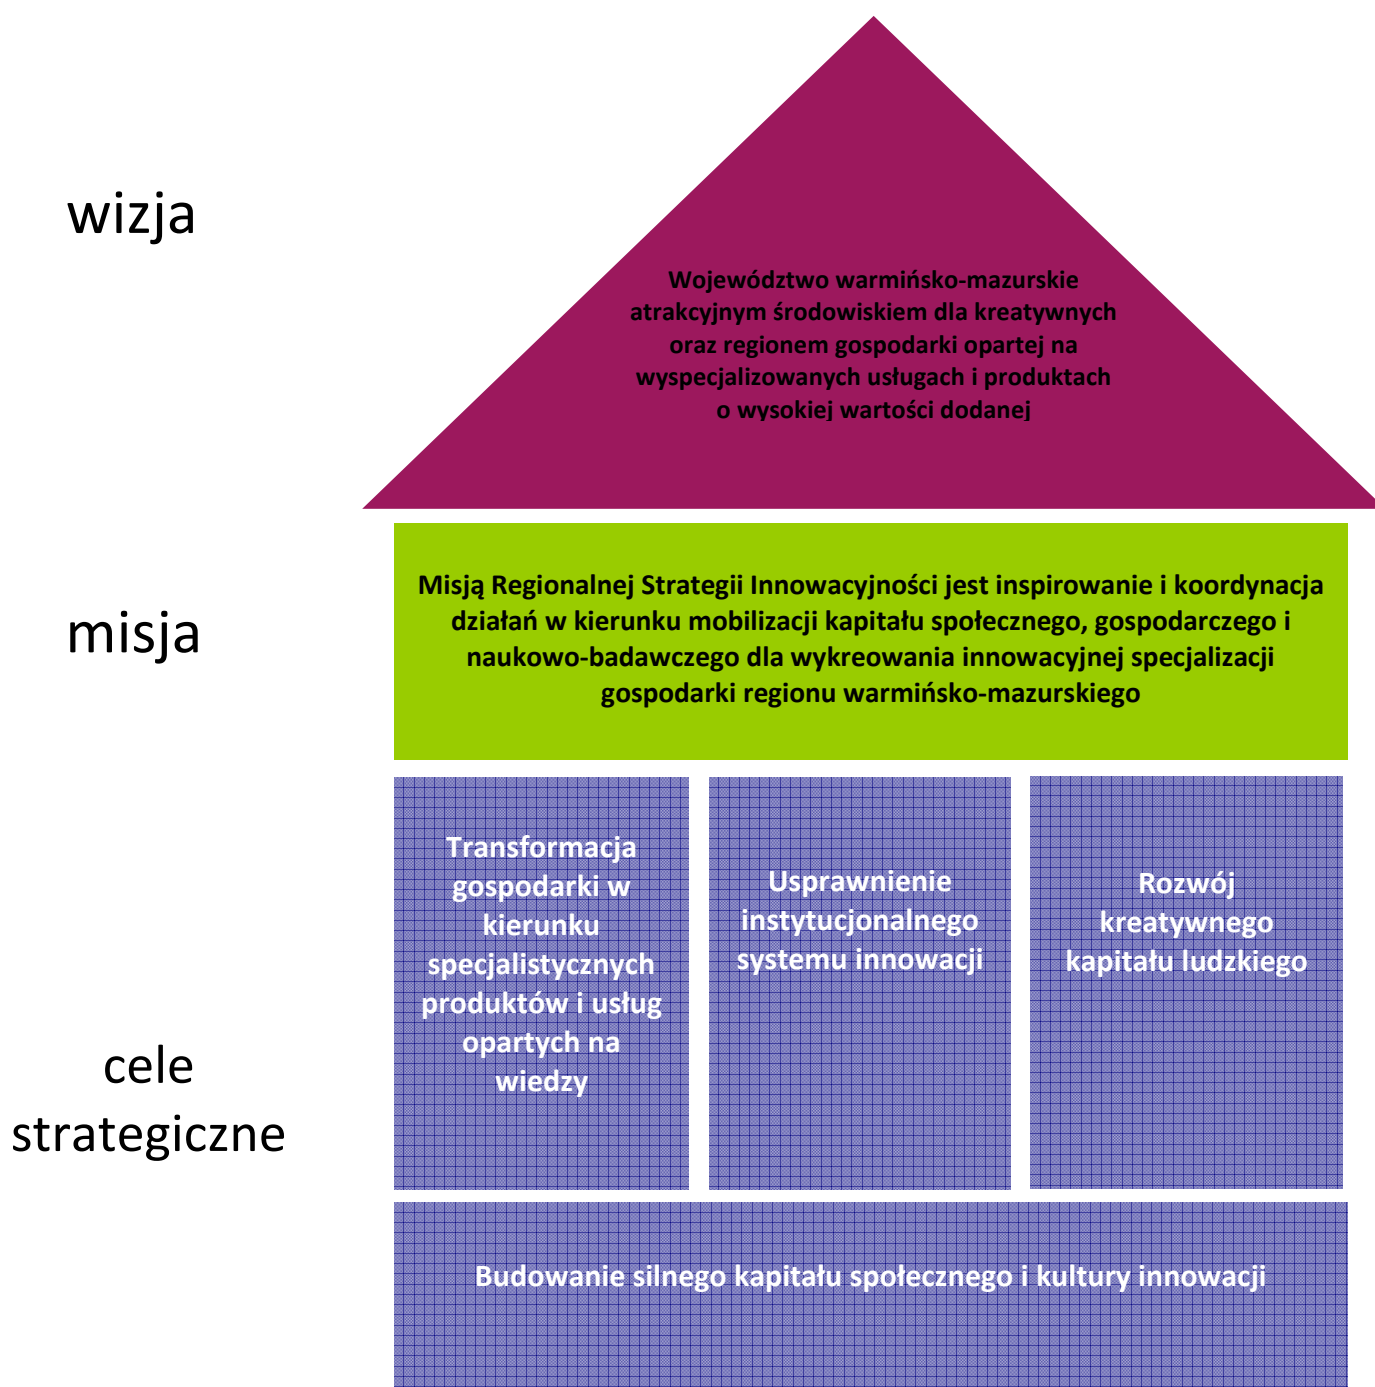 wizja
Województwo warmińsko-mazurskie
atrakcyjnym środowiskiem dla kreatywnych
oraz regionem gospodarki opartej na
wyspecjalizowanych usługach i produktach
o wysokiej wartości dodanej
misja
Misją Regionalnej Strategii Innowacyjności jest inspirowanie i koordynacja
działań w kierunku mobilizacji kapitału społecznego, gospodarczego i
naukowo-badawczego dla wykreowania innowacyjnej specjalizacji
gospodarki regionu warmińsko-mazurskiego
cele
strategiczne
Transformacja
gospodarki w
kierunku
specjalistycznych
produktów i usług
opartych na
wiedzy
Usprawnienie
instytucjonalnego
systemu innowacji
Rozwój
kreatywnego
kapitału ludzkiego
Budowanie silnego kapitału społecznego i kultury innowacji